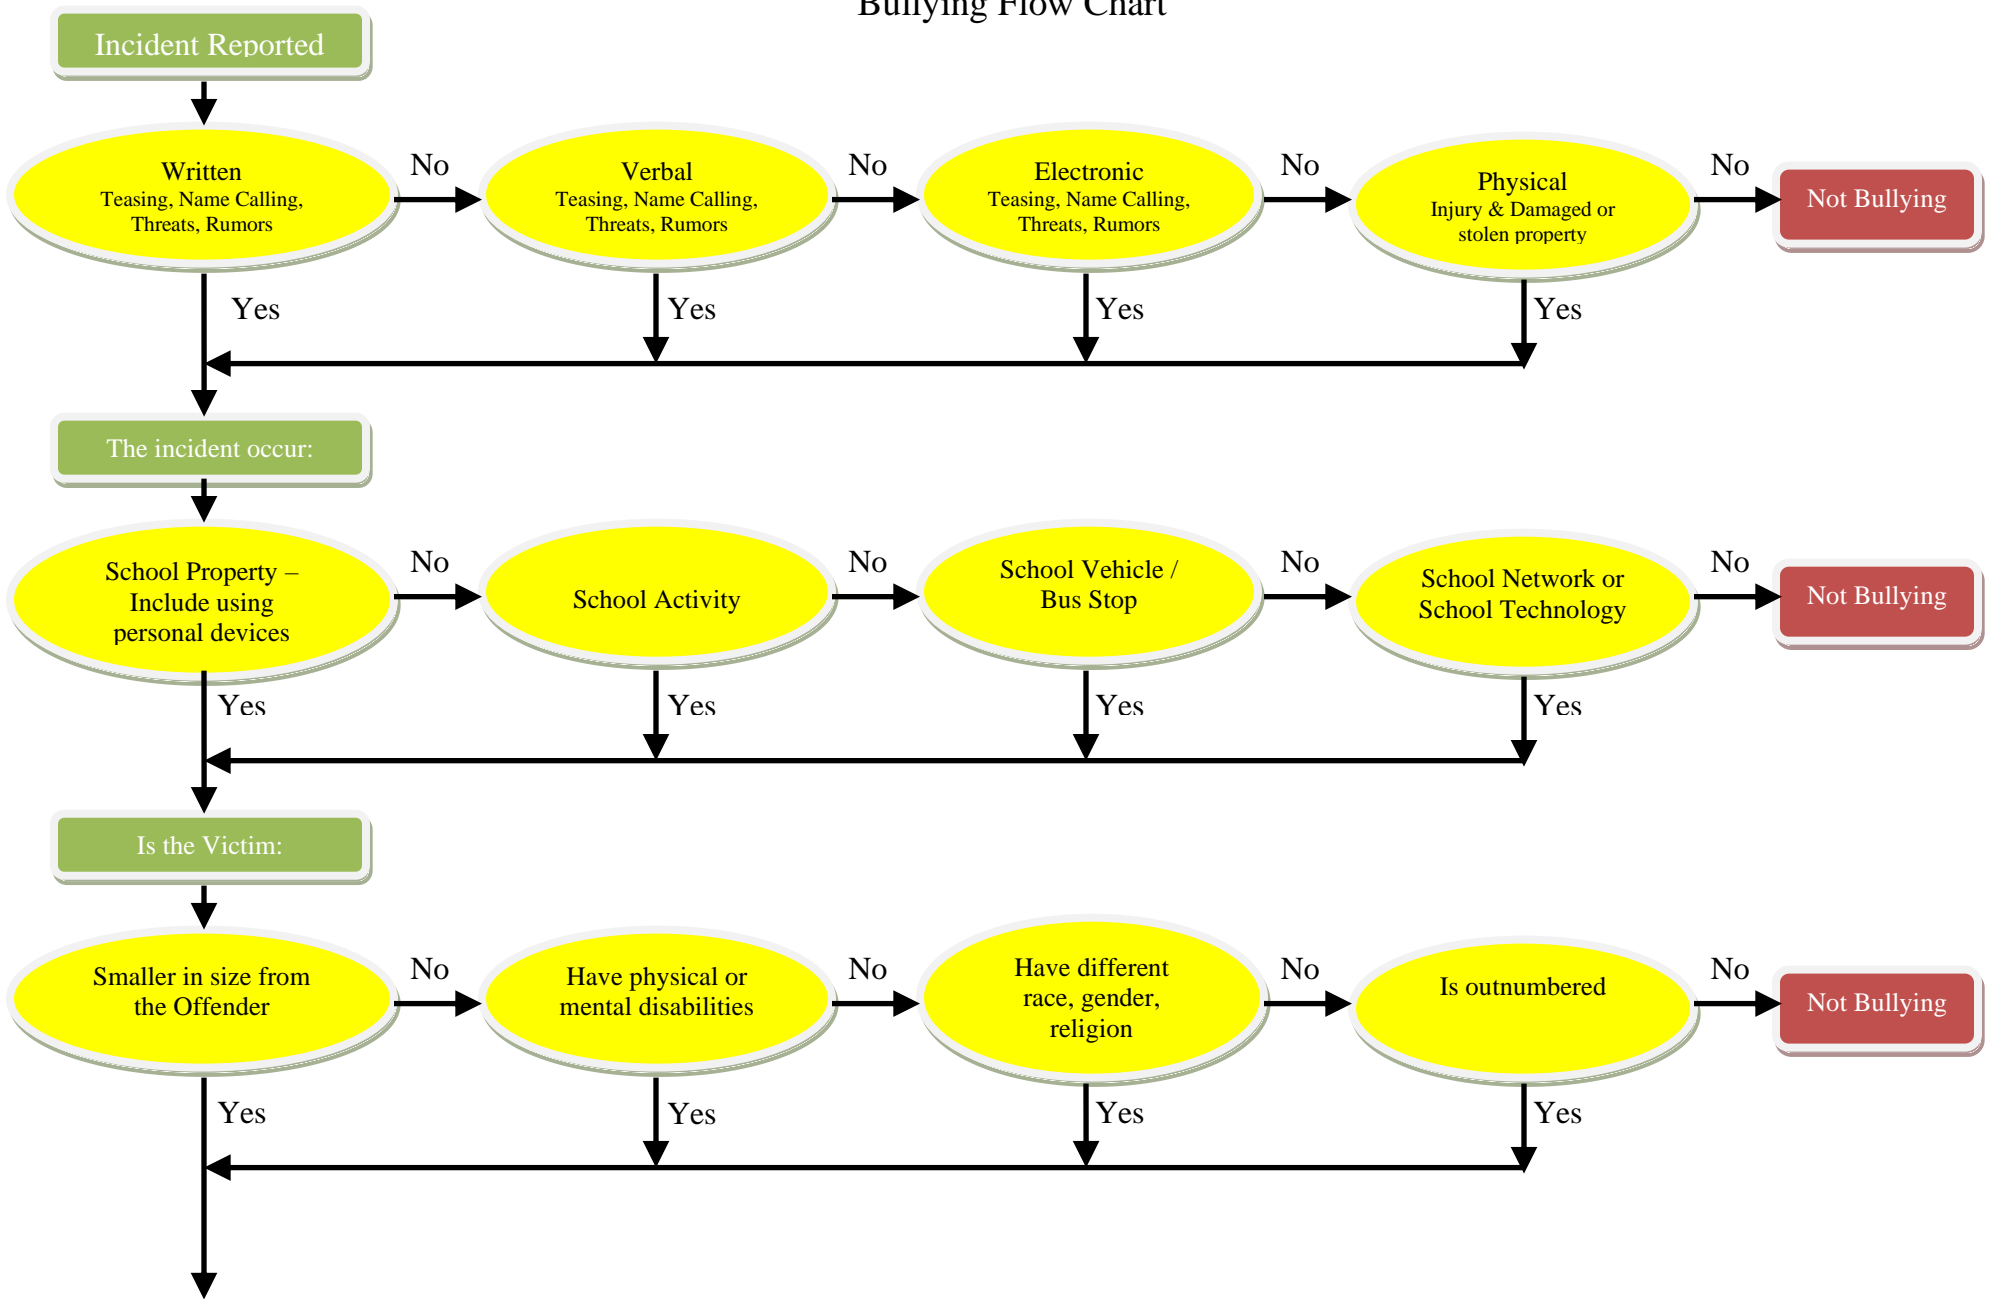 Bullying Flow Chart
Incident Reported
Written
Teasing, Name Calling,
Threats, Rumors
No
Verbal
Teasing, Name Calling,
Threats, Rumors
No
Electronic
Teasing, Name Calling,
Threats, Rumors
No
Physical
Injury & Damaged or
stolen property
No
Not Bullying
Yes
Yes
Yes
Yes
The incident occur:
School Property –
Include using
personal devices
No
School Activity
No
School Vehicle /
Bus Stop
No
School Network or
School Technology
No
Not Bullying
Yes
Yes
Yes
Yes
Is the Victim:
Smaller in size from
the Offender
No
Have physical or
mental disabilities
No
Have different
race, gender,
religion
No
Is outnumbered
No
Not Bullying
Yes
Yes
Yes
Yes